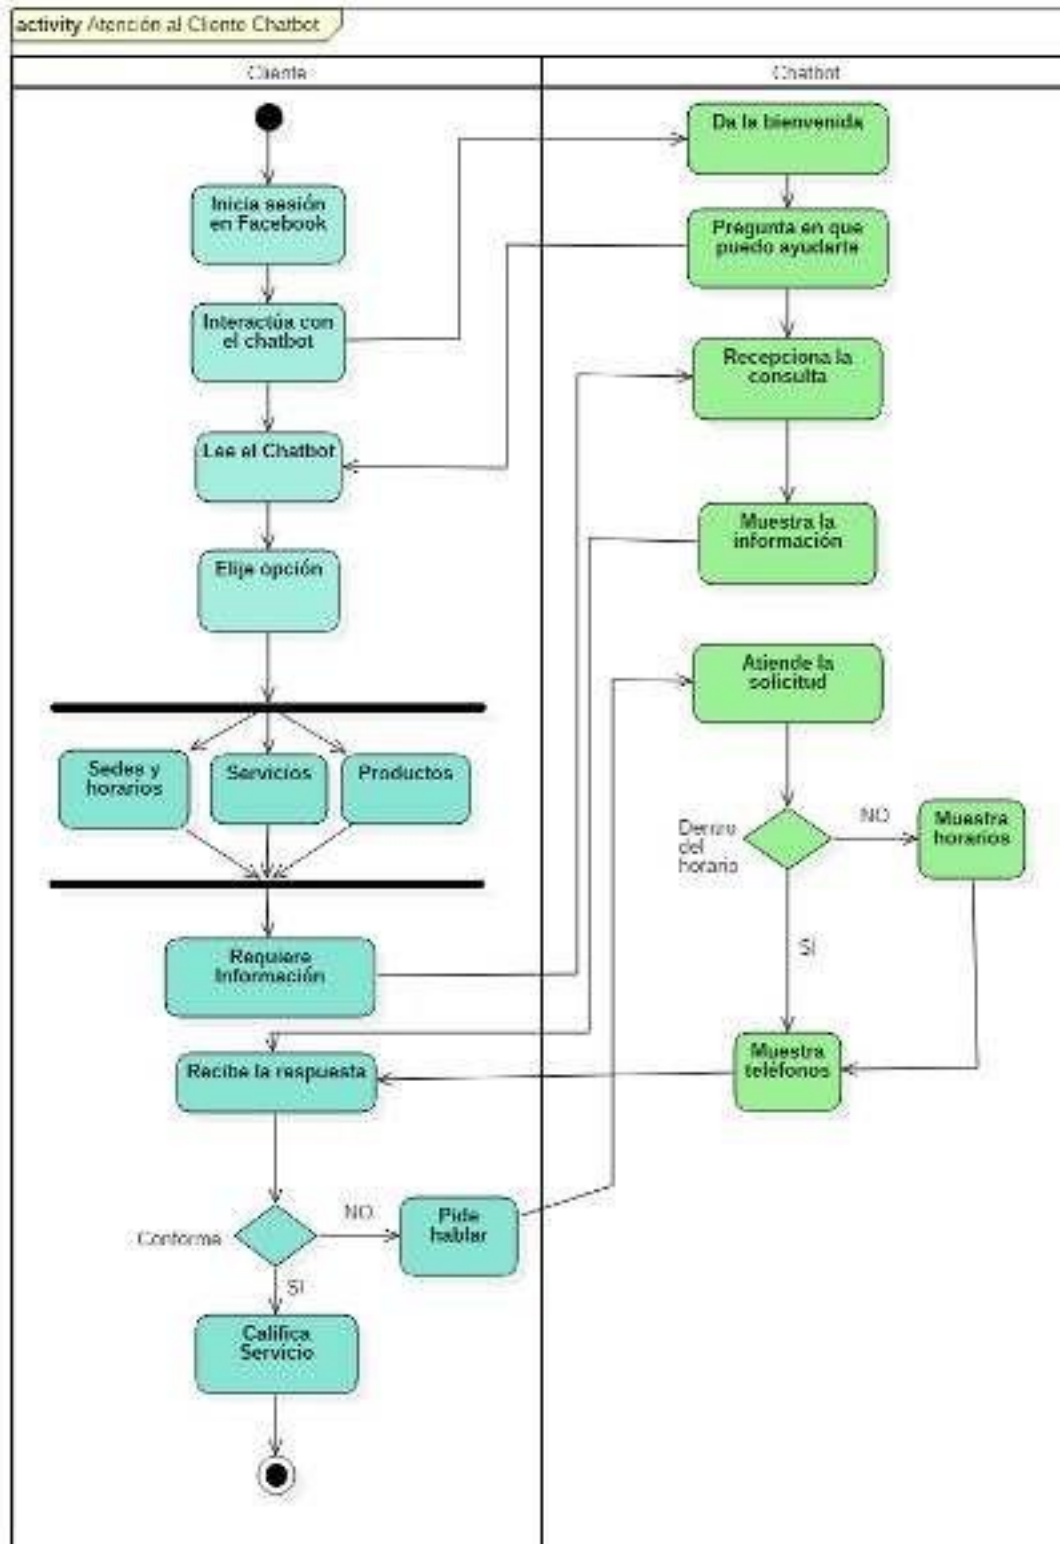 activity Atención al Cliente Chatbot
Cliente
Chatbot
Inicia sesión
en Facebook
Interactúa con
el chatbot
Lee el Chatbot
Elije opción
Sedes y
horarios
Servicios
Productos
Requiere
Información
Recibe la respuesta
Conforme
NO
Pide
hablar
SI
Califica
Servicio
Da la bienvenida
Pregunta en que
puedo ayudarte
Recepciona la
consulta
Muestra la
información
Atiende la
solicitud
Dentro
del
horario
NO
Muestra
horarios
SI
Muestra
teléfonos